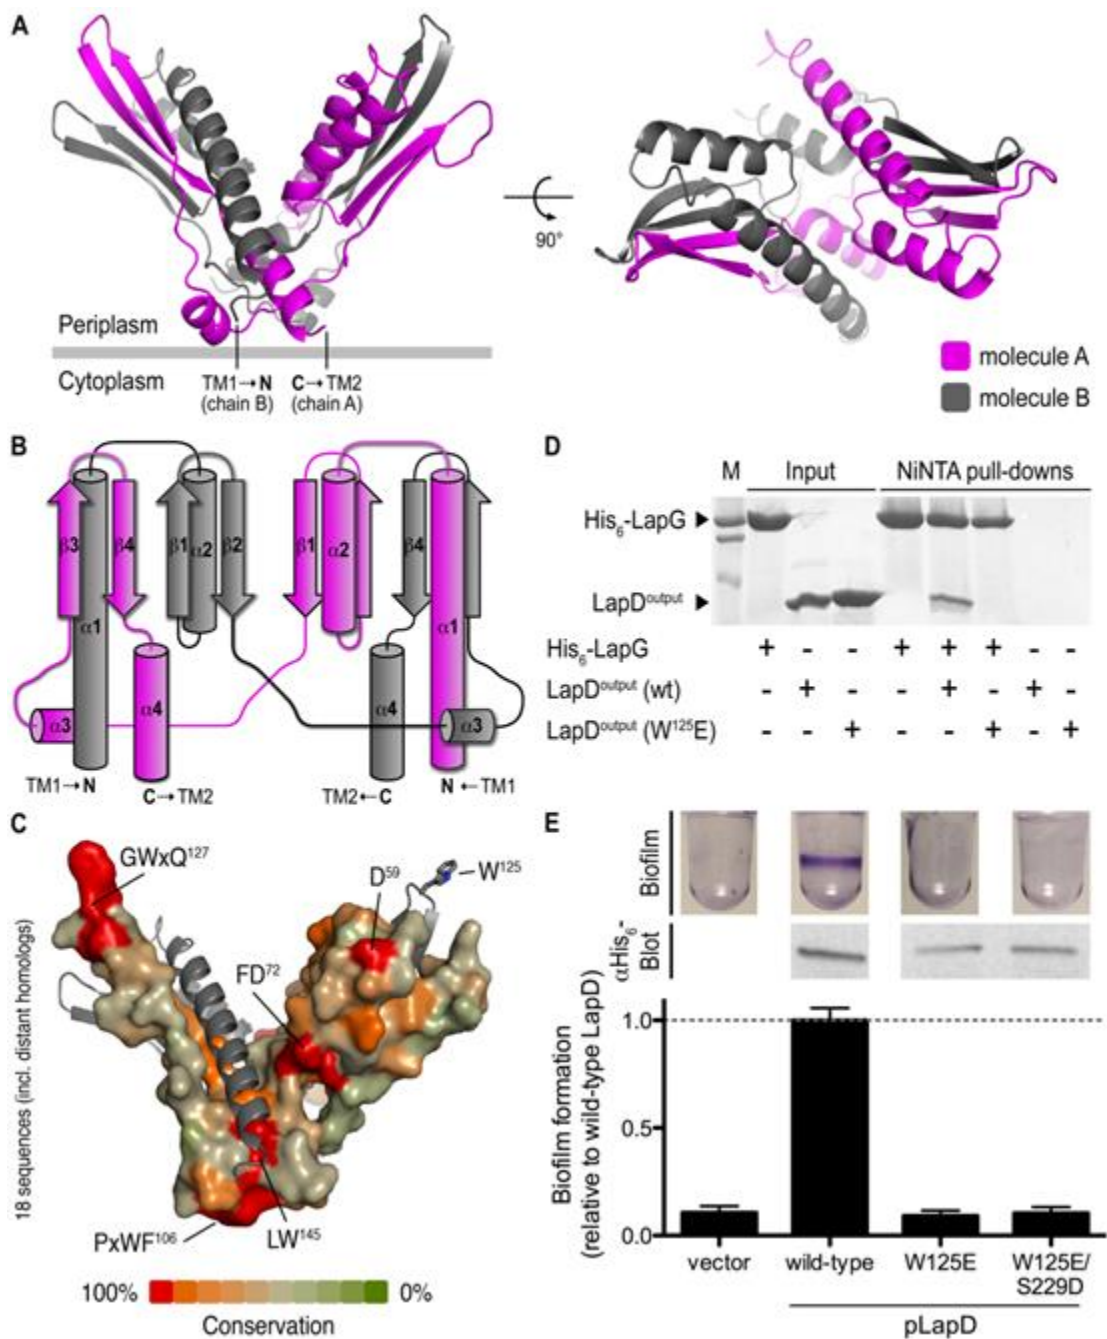 A
Periplasm
Cytoplasm
TM1→N
(chain B)
C→TM2
(chain A)
90°
molecule A
molecule B
B
β3
α1
β4
β1
α2
β2
β1
α2
β4
α1
α3
α4
α4
α3
TM1→N
C→TM2
TM2←C
N ←TM1
C
18 sequences (incl. distant homologs)
GWxQ¹²⁷
D⁵⁹
W¹²⁵
FD⁷²
PxWF¹⁰⁶
LW¹⁴⁵
100%
0%
Conservation
D
M
Input
NiNTA pull-downs
His₆-LapG
LapDᵒᵘᵗᵖᵘᵗ
His₆-LapG + - - + + + - -
LapDᵒᵘᵗᵖᵘᵗ (wt) - + - - + - + -
LapDᵒᵘᵗᵖᵘᵗ (W¹²⁵E) - - + - - + - +
E
Biofilm
αHis₆-
Blot
Biofilm formation
(relative to wild-type LapD)
1.0
0.5
0.0
vector
wild-type
W125E
W125E/
S229D
pLapD